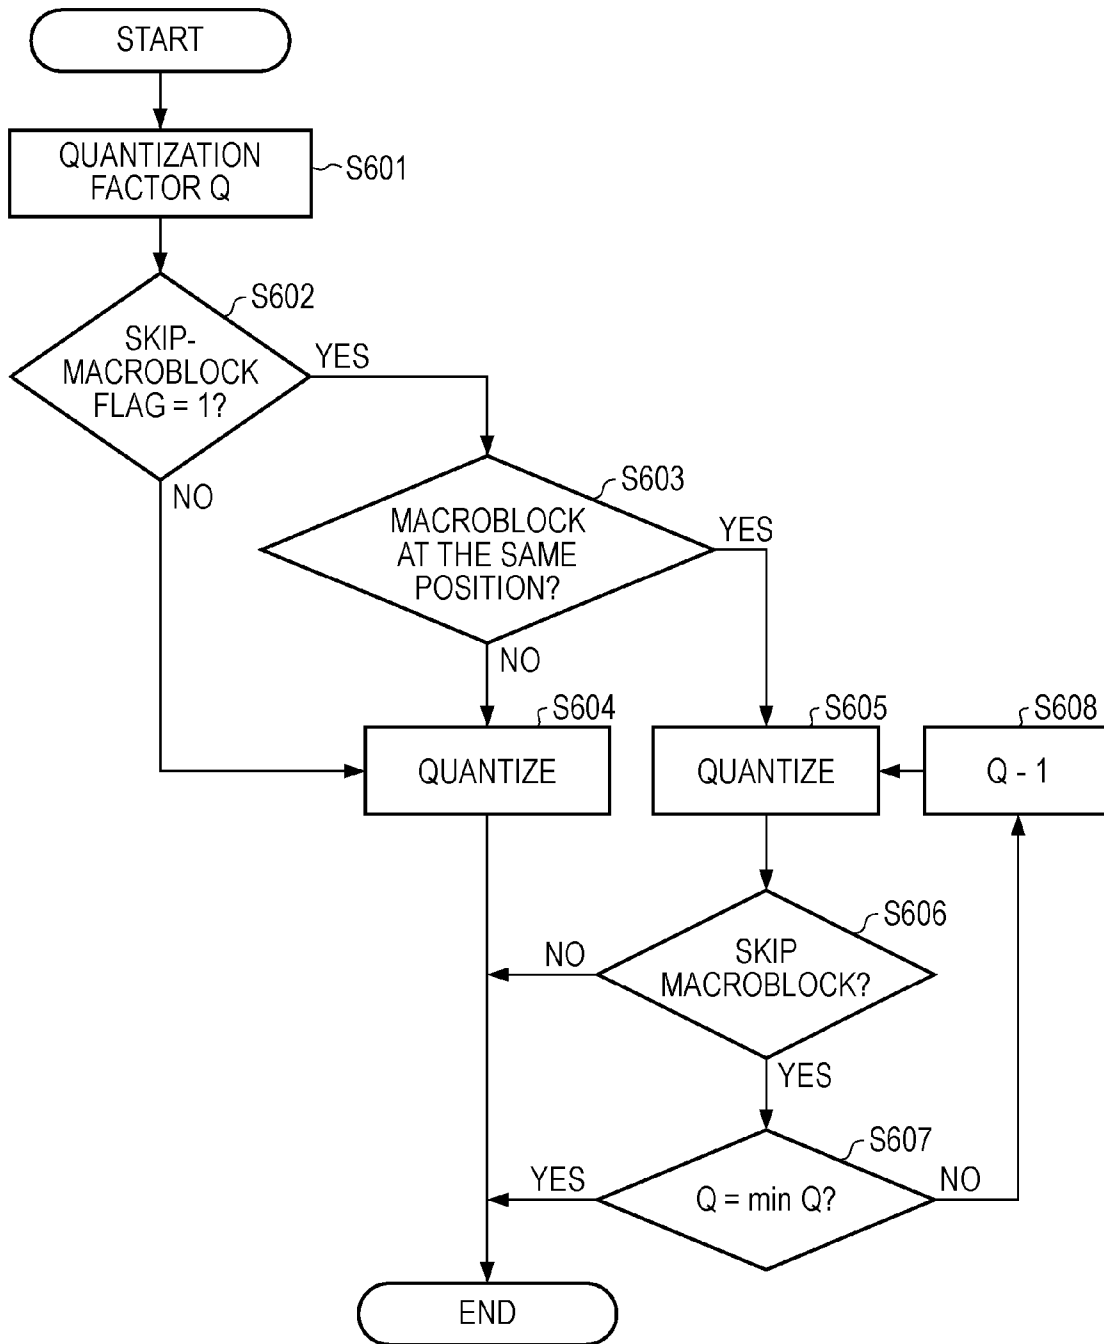 START
QUANTIZATION
FACTOR Q
S601
S602
SKIP-
MACROBLOCK
FLAG = 1?
YES
NO
S603
MACROBLOCK
AT THE SAME
POSITION?
YES
NO
S604
QUANTIZE
S605
QUANTIZE
S608
Q - 1
S606
SKIP
MACROBLOCK?
NO
YES
S607
Q = min Q?
YES
NO
END